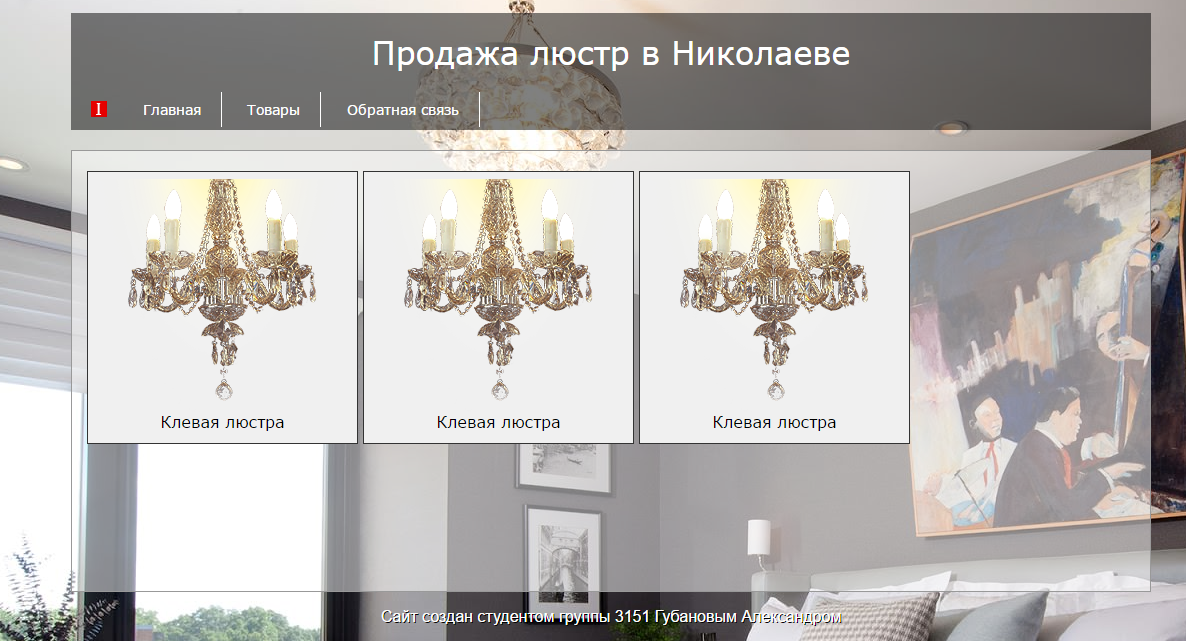 Продажа люстр в Николаеве
I Главная Товары Обратная связь
Клевая люстра Клевая люстра Клевая люстра
Сайт создан студентом группы 3151 Губановым Александром